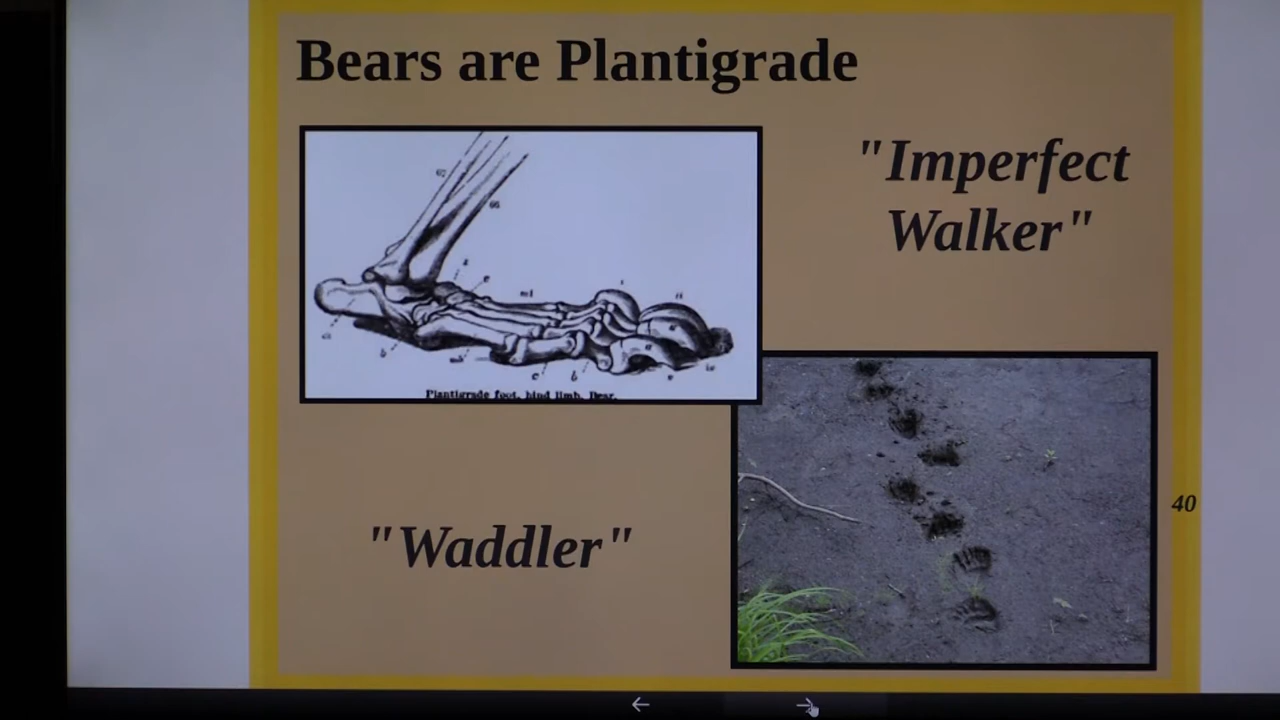 Bears are Plantigrade
"Imperfect
Walker"
Plantigrade foot, hind limb, Bear.
"Waddler"
40